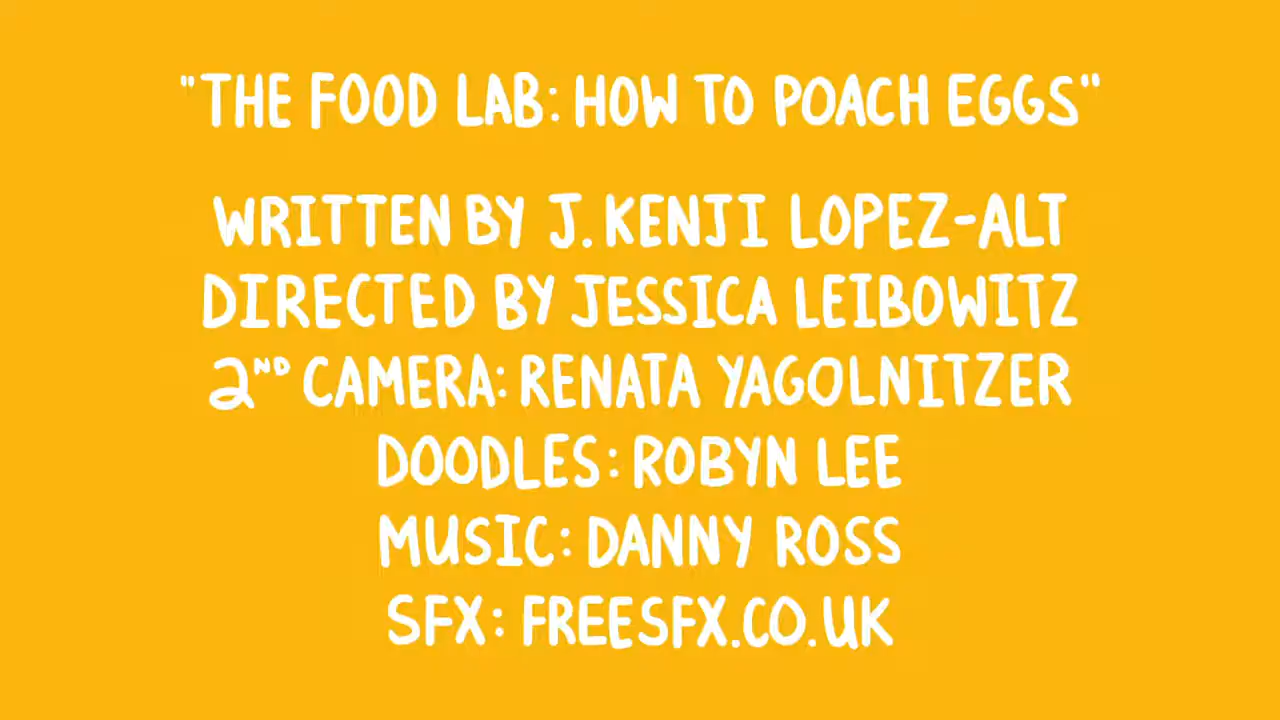 "THE FOOD LAB: HOW TO POACH EGGS"
WRITTEN BY J. KENJI LOPEZ-ALT
DIRECTED BY JESSICA LEIBOWITZ
2ND CAMERA: RENATA YAGOLNITZER
DOODLES: ROBYN LEE
MUSIC: DANNY ROSS
SFX: FREESFX.CO.UK